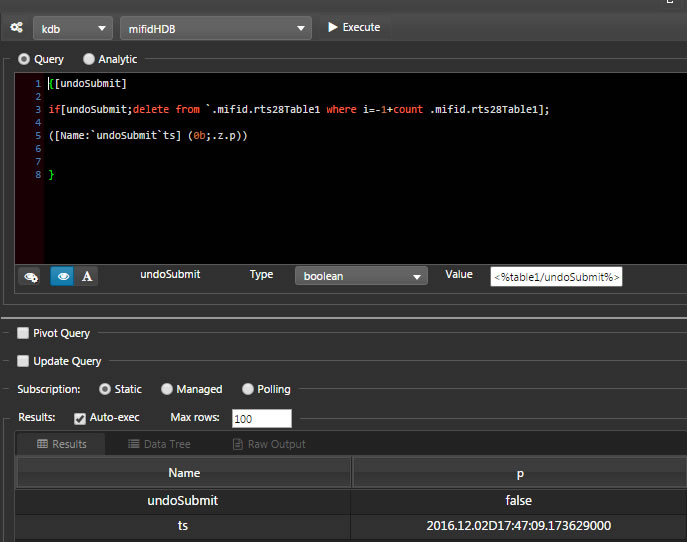 kdb mifidHDB Execute
Query Analytic
1 {[undoSubmit]
2
3 if[undoSubmit;delete from `.mifid.rts28Table1 where i=-1+count .mifid.rts28Table1];
4
5 ([Name:`undoSubmit`ts] (0b;.z.p))
6
7
8 }
A undoSubmit Type boolean Value <%table1/undoSubmit%>
Pivot Query
Update Query
Subscription: Static Managed Polling
Results: Auto-exec Max rows: 100
Results Data Tree Raw Output
Name p
undoSubmit false
ts 2016.12.02D17:47:09.173629000